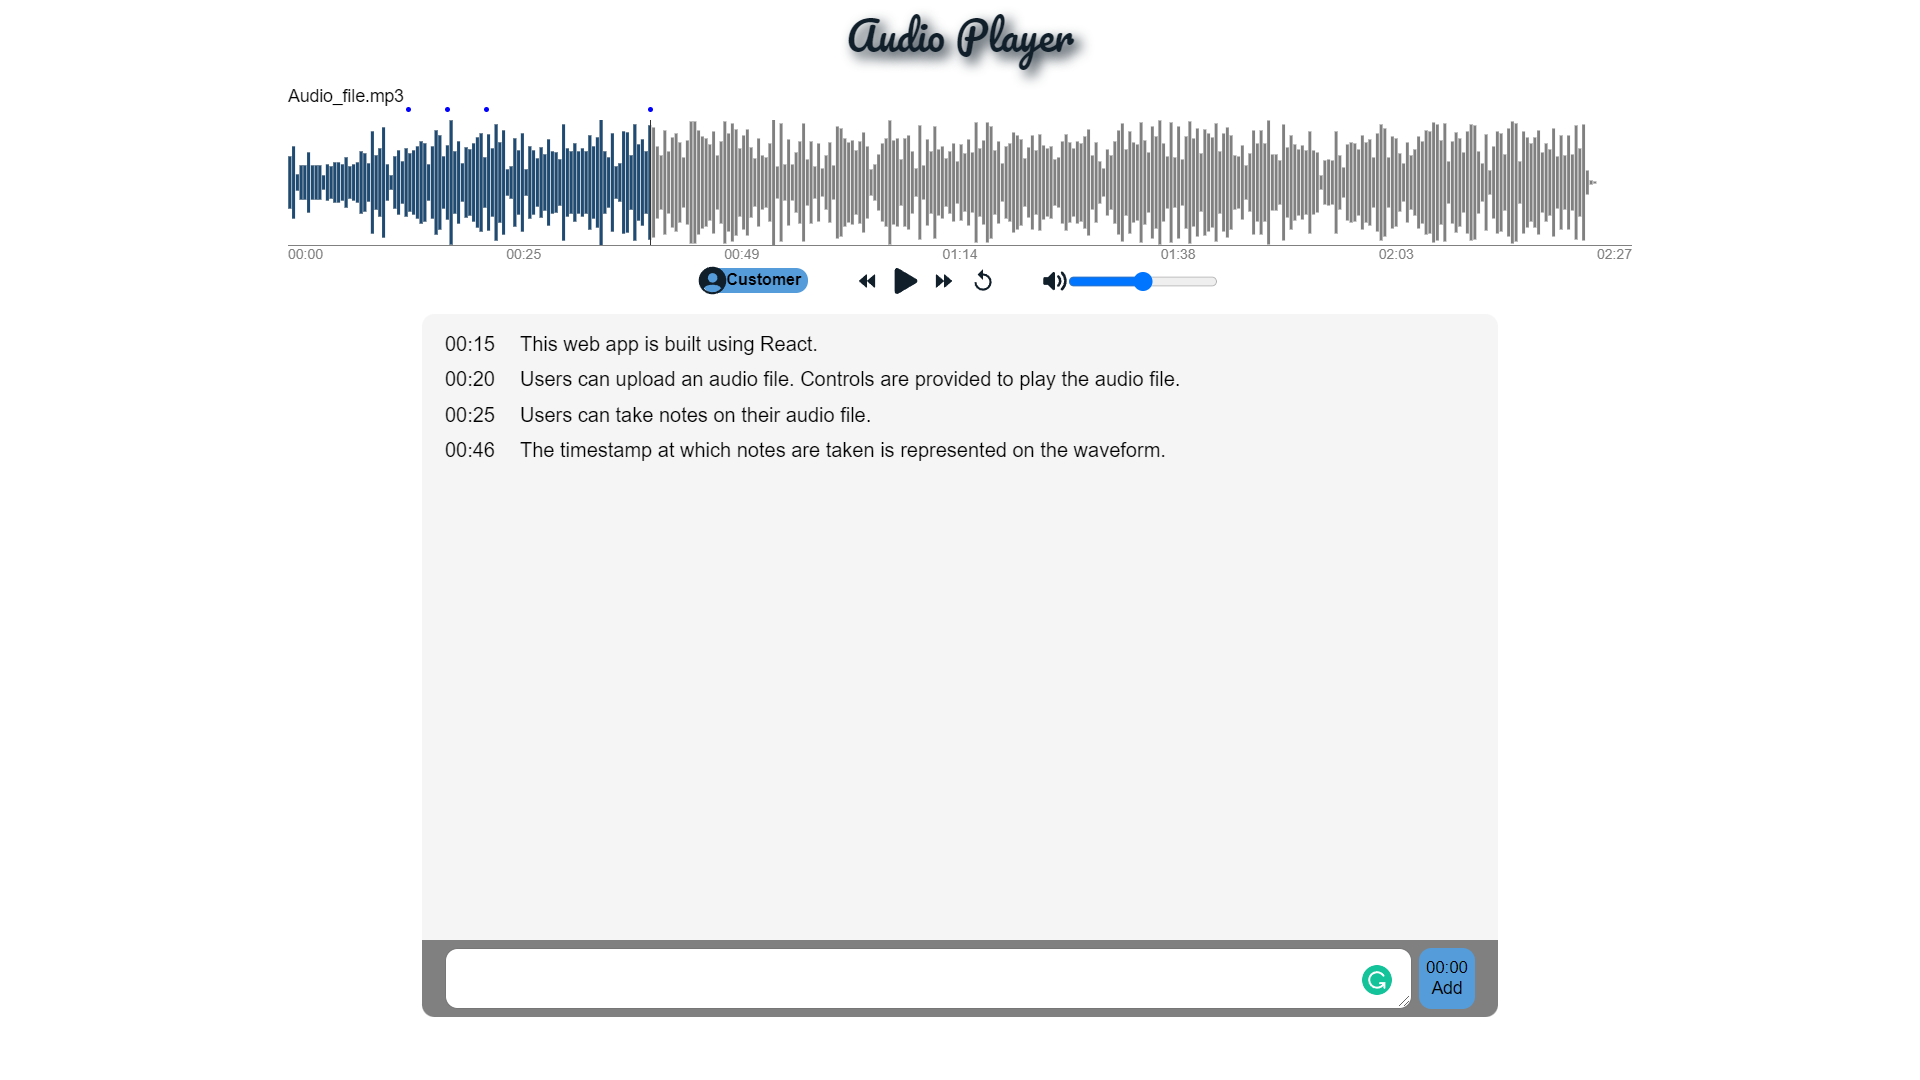 Audio Player
Audio_file.mp3
00:00 00:25 00:49 01:14 01:38 02:03 02:27
Customer
00:15 This web app is built using React.
00:20 Users can upload an audio file. Controls are provided to play the audio file.
00:25 Users can take notes on their audio file.
00:46 The timestamp at which notes are taken is represented on the waveform.
00:00
Add